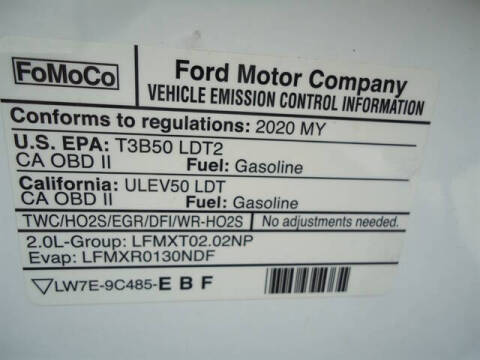 FoMoCo
Ford Motor Company
VEHICLE EMISSION CONTROL INFORMATION
Conforms to regulations: 2020 MY
U.S. EPA: T3B50 LDT2
CA OBD II Fuel: Gasoline
California: ULEV50 LDT
CA OBD II Fuel: Gasoline
TWC/HO2S/EGR/DFI/WR-HO2S No adjustments needed.
2.0L-Group: LFMXT02.02NP
Evap: LFMXR0130NDF
LW7E-9C485-E B F